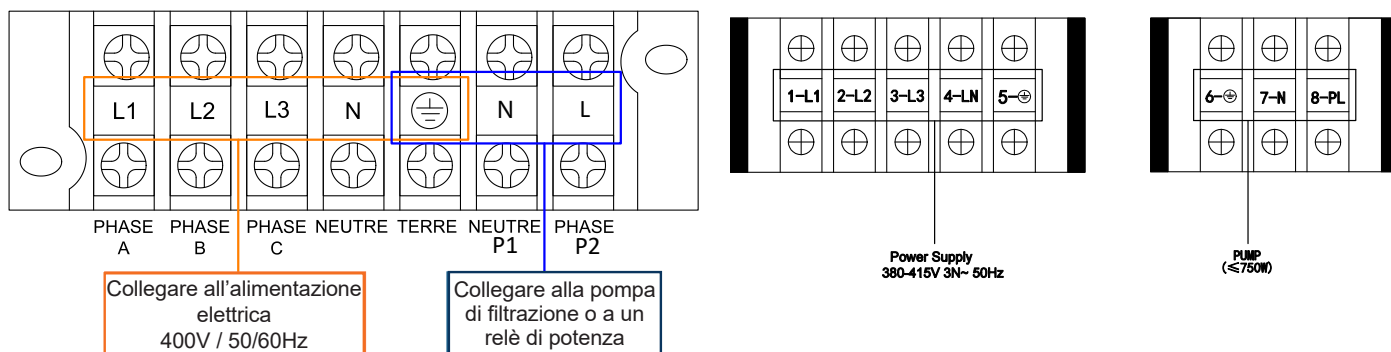 L1 L2 L3 N N L
PHASE A
PHASE B
PHASE C
NEUTRE
TERRE
NEUTRE P1
PHASE P2
Collegare all'alimentazione
elettrica
400V / 50/60Hz
Collegare alla pompa
di filtrazione o a un
relè di potenza
1-L1 2-L2 3-L3 4-LN 5-⏚
Power Supply
380-415V 3N~ 50Hz
6-⏚ 7-N 8-PL
PUMP
(≤750W)